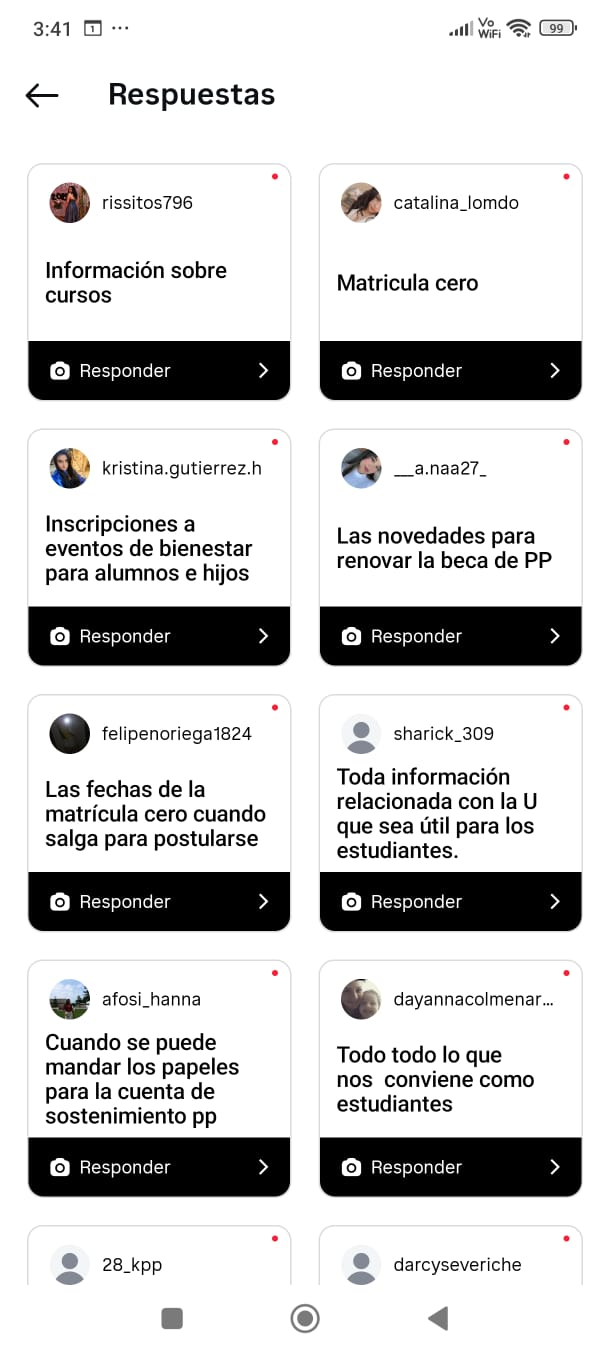 3:41 1 ... Vo WiFi 99
Respuestas
rissitos796
Información sobre
cursos
Responder
catalina_lomdo
Matricula cero
Responder
kristina.gutierrez.h
Inscripciones a
eventos de bienestar
para alumnos e hijos
Responder
__a.naa27_
Las novedades para
renovar la beca de PP
Responder
felipenoriega1824
Las fechas de la
matrícula cero cuando
salga para postularse
Responder
sharick_309
Toda información
relacionada con la U
que sea útil para los
estudiantes.
Responder
afosi_hanna
Cuando se puede
mandar los papeles
para la cuenta de
sostenimiento pp
Responder
dayannacolmenar...
Todo todo lo que
nos  conviene como
estudiantes
Responder
28_kpp
darcyseveriche